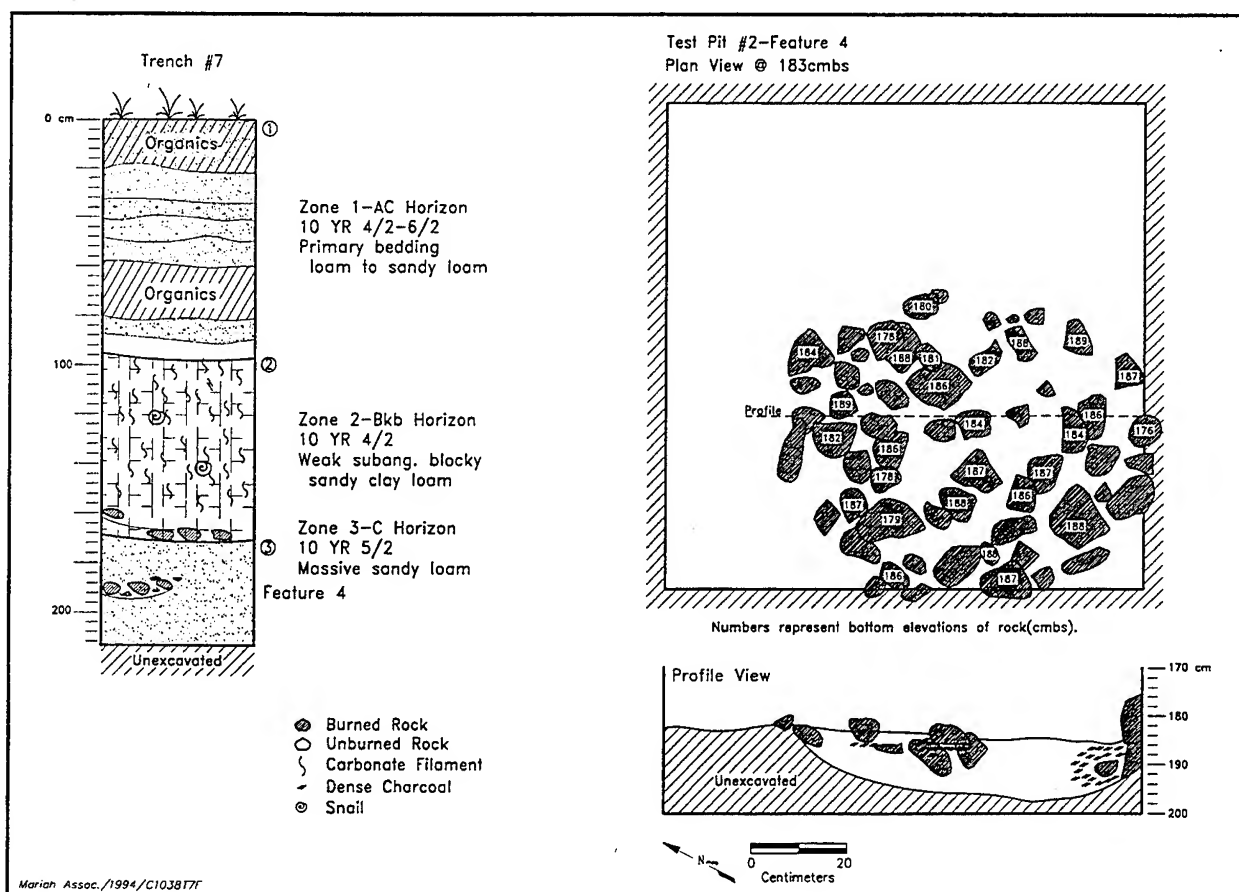 Trench #7
0 cm
Organics
Organics
100
200
Unexcavated
①
②
③
Zone 1-AC Horizon
10 YR 4/2-6/2
Primary bedding
loam to sandy loam
Zone 2-Bkb Horizon
10 YR 4/2
Weak subang. blocky
sandy clay loam
Zone 3-C Horizon
10 YR 5/2
Massive sandy loam
Feature 4
Burned Rock
Unburned Rock
Carbonate Filament
Dense Charcoal
Snail
Test Pit #2-Feature 4
Plan View @ 183cmbs
180
178
184
188
181
182
188
189
186
187
189
Profile
186
176
182
184
184
186
178
187
187
187
188
186
179
188
188
186
187
Numbers represent bottom elevations of rock(cmbs).
Profile View
170 cm
180
190
200
Unexcavated
N
0 20
Centimeters
Mariah Assoc./1994/C1038T7F